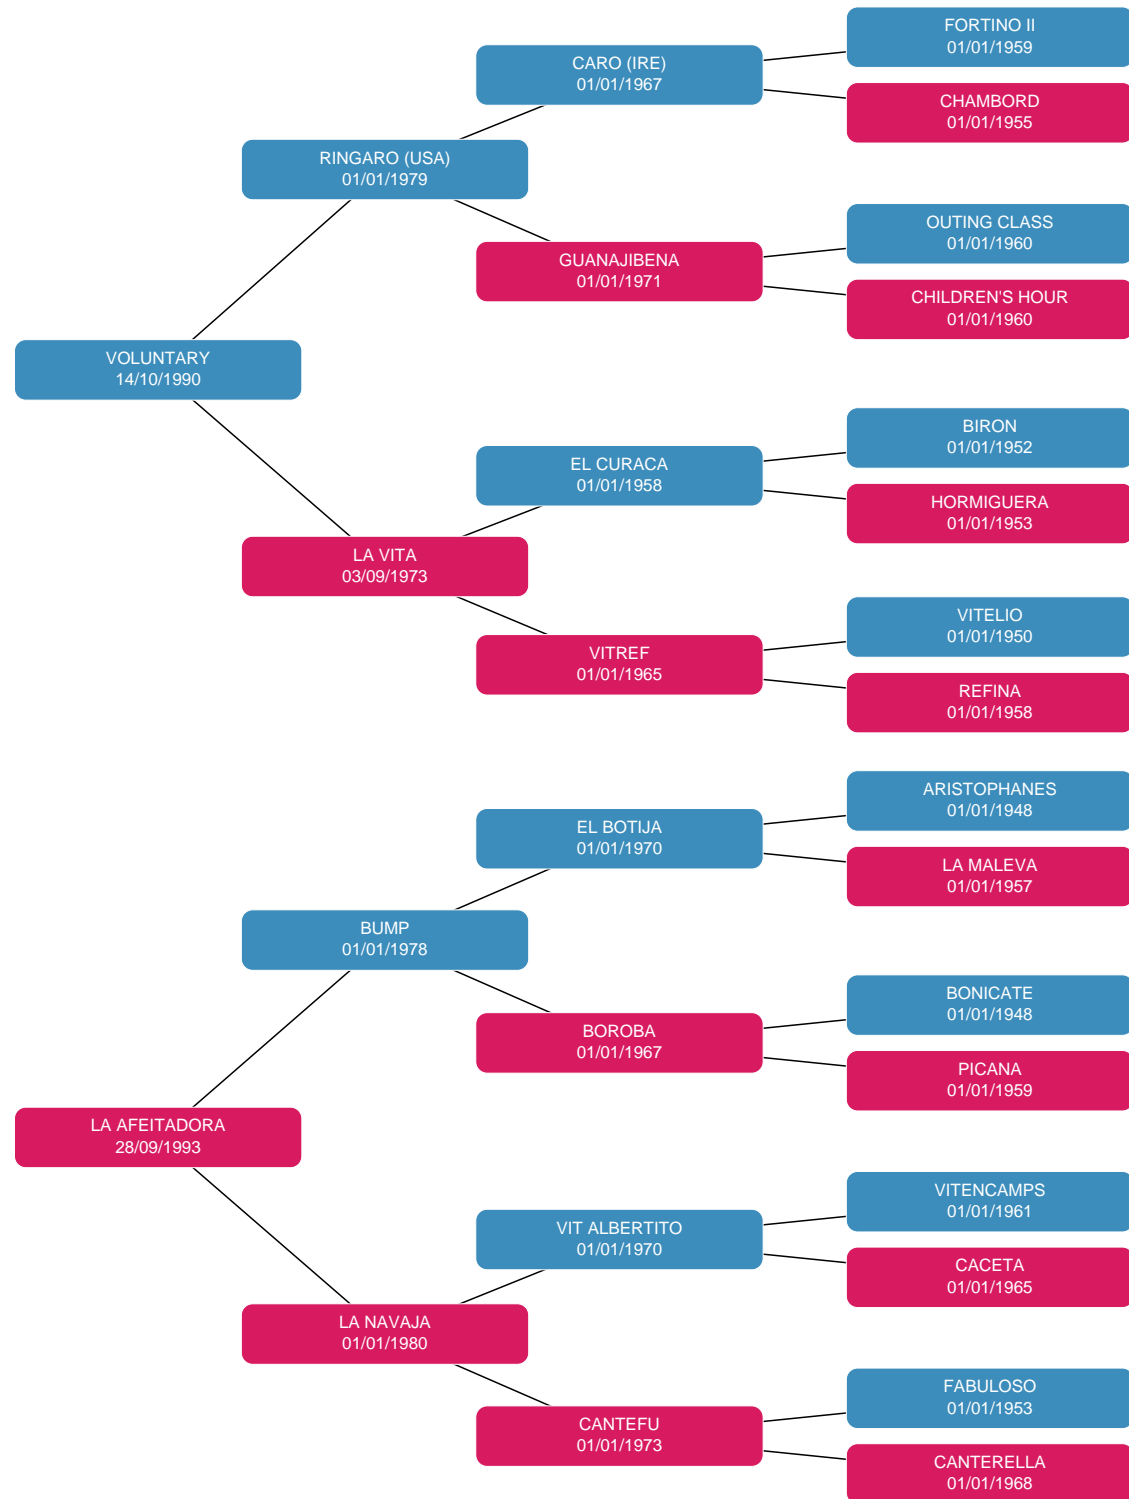 FORTINO II
01/01/1959
CARO (IRE)
01/01/1967
CHAMBORD
01/01/1955
RINGARO (USA)
01/01/1979
OUTING CLASS
01/01/1960
GUANAJIBENA
01/01/1971
CHILDREN'S HOUR
01/01/1960
VOLUNTARY
14/10/1990
BIRON
01/01/1952
EL CURACA
01/01/1958
HORMIGUERA
01/01/1953
LA VITA
03/09/1973
VITELIO
01/01/1950
VITREF
01/01/1965
REFINA
01/01/1958
ARISTOPHANES
01/01/1948
EL BOTIJA
01/01/1970
LA MALEVA
01/01/1957
BUMP
01/01/1978
BONICATE
01/01/1948
BOROBA
01/01/1967
PICANA
01/01/1959
LA AFEITADORA
28/09/1993
VITENCAMPS
01/01/1961
VIT ALBERTITO
01/01/1970
CACETA
01/01/1965
LA NAVAJA
01/01/1980
FABULOSO
01/01/1953
CANTEFU
01/01/1973
CANTERELLA
01/01/1968